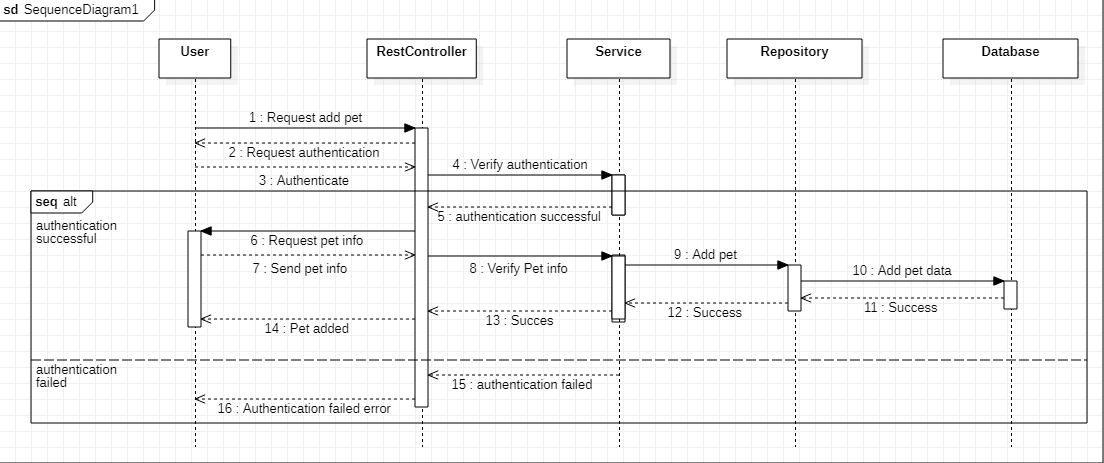 sd SequenceDiagram1
User
RestController
Service
Repository
Database
1 : Request add pet
2 : Request authentication
3 : Authenticate
4 : Verify authentication
seq alt
authentication
successful
5 : authentication successful
6 : Request pet info
7 : Send pet info
8 : Verify Pet info
9 : Add pet
10 : Add pet data
11 : Success
12 : Success
13 : Succes
14 : Pet added
authentication
failed
15 : authentication failed
16 : Authentication failed error